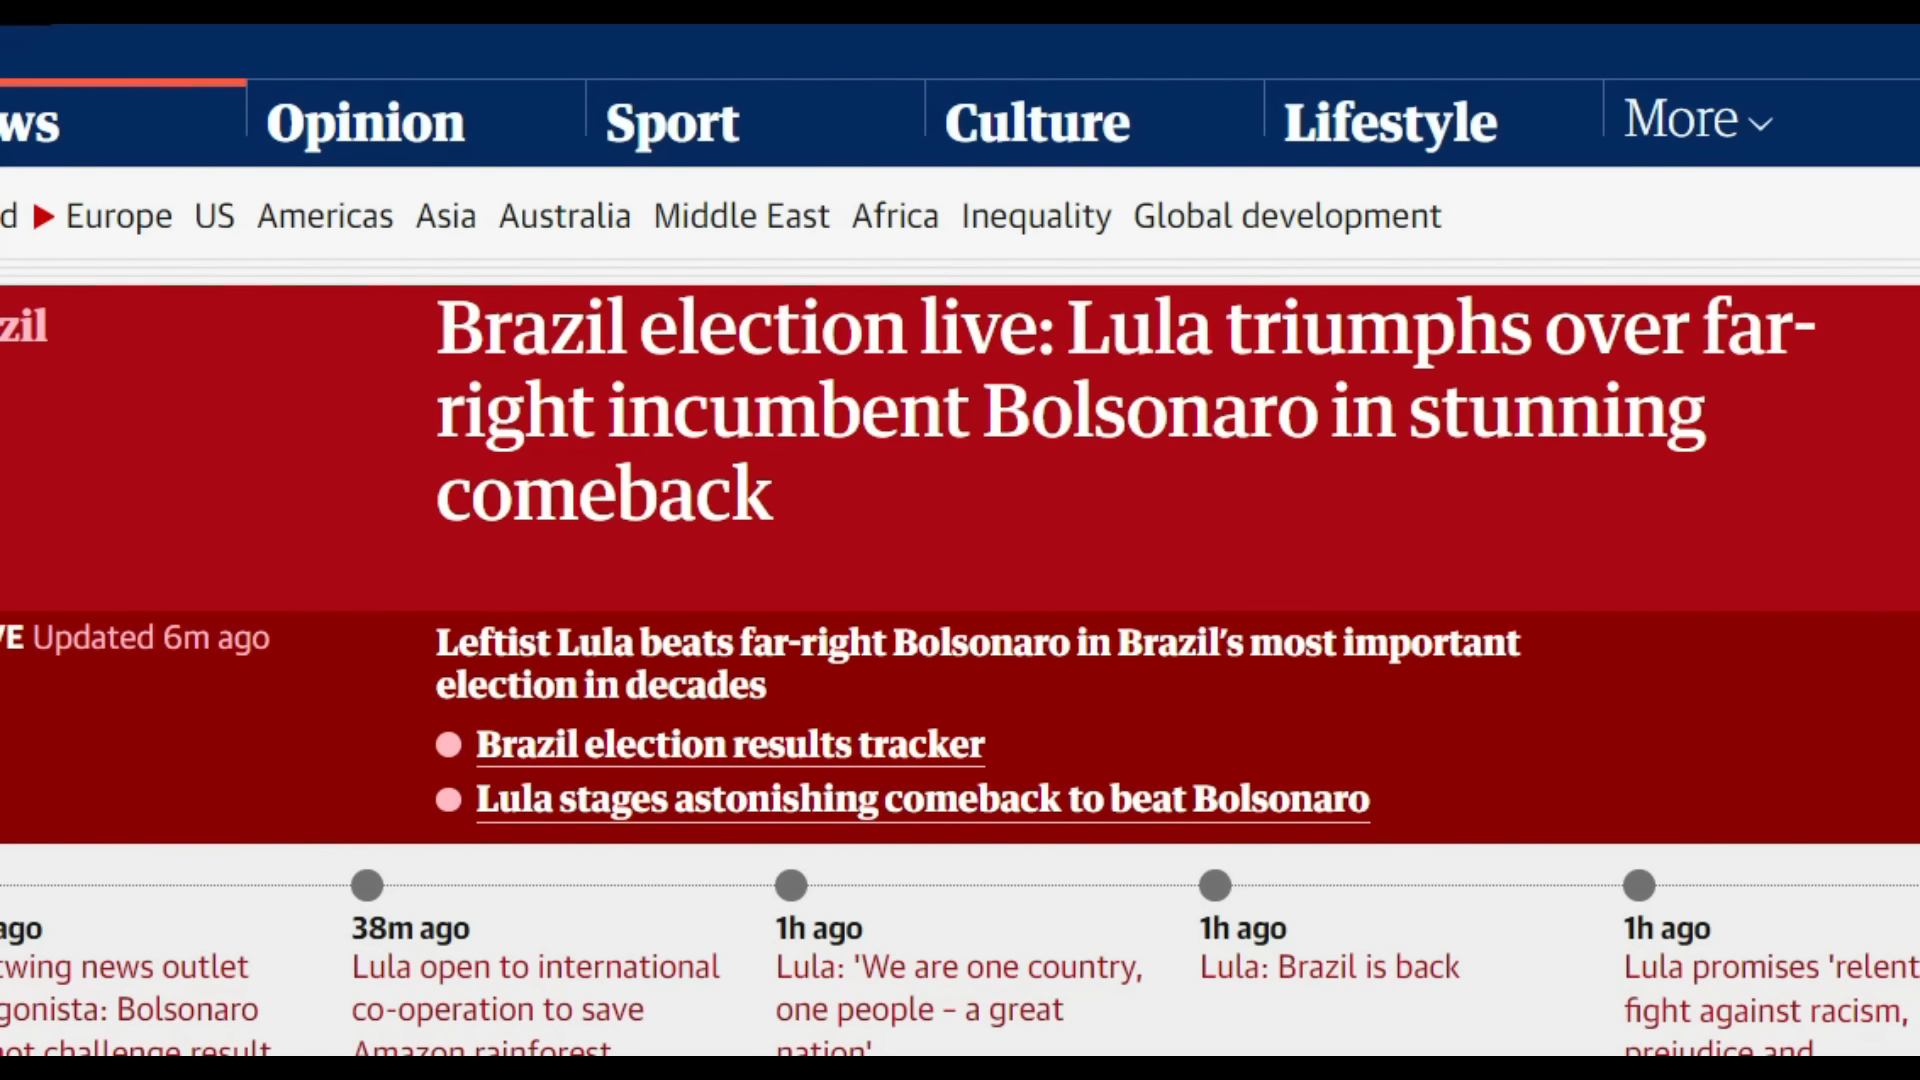 ws Opinion Sport Culture Lifestyle More
d Europe US Americas Asia Australia Middle East Africa Inequality Global development
zil
Brazil election live: Lula triumphs over far-
right incumbent Bolsonaro in stunning
comeback
VE Updated 6m ago
Leftist Lula beats far-right Bolsonaro in Brazil's most important
election in decades
Brazil election results tracker
Lula stages astonishing comeback to beat Bolsonaro
ago
twing news outlet
gonista: Bolsonaro
not challenge result
38m ago
Lula open to international
co-operation to save
Amazon rainforest
1h ago
Lula: 'We are one country,
one people – a great
nation'
1h ago
Lula: Brazil is back
1h ago
Lula promises 'relent
fight against racism,
prejudice and